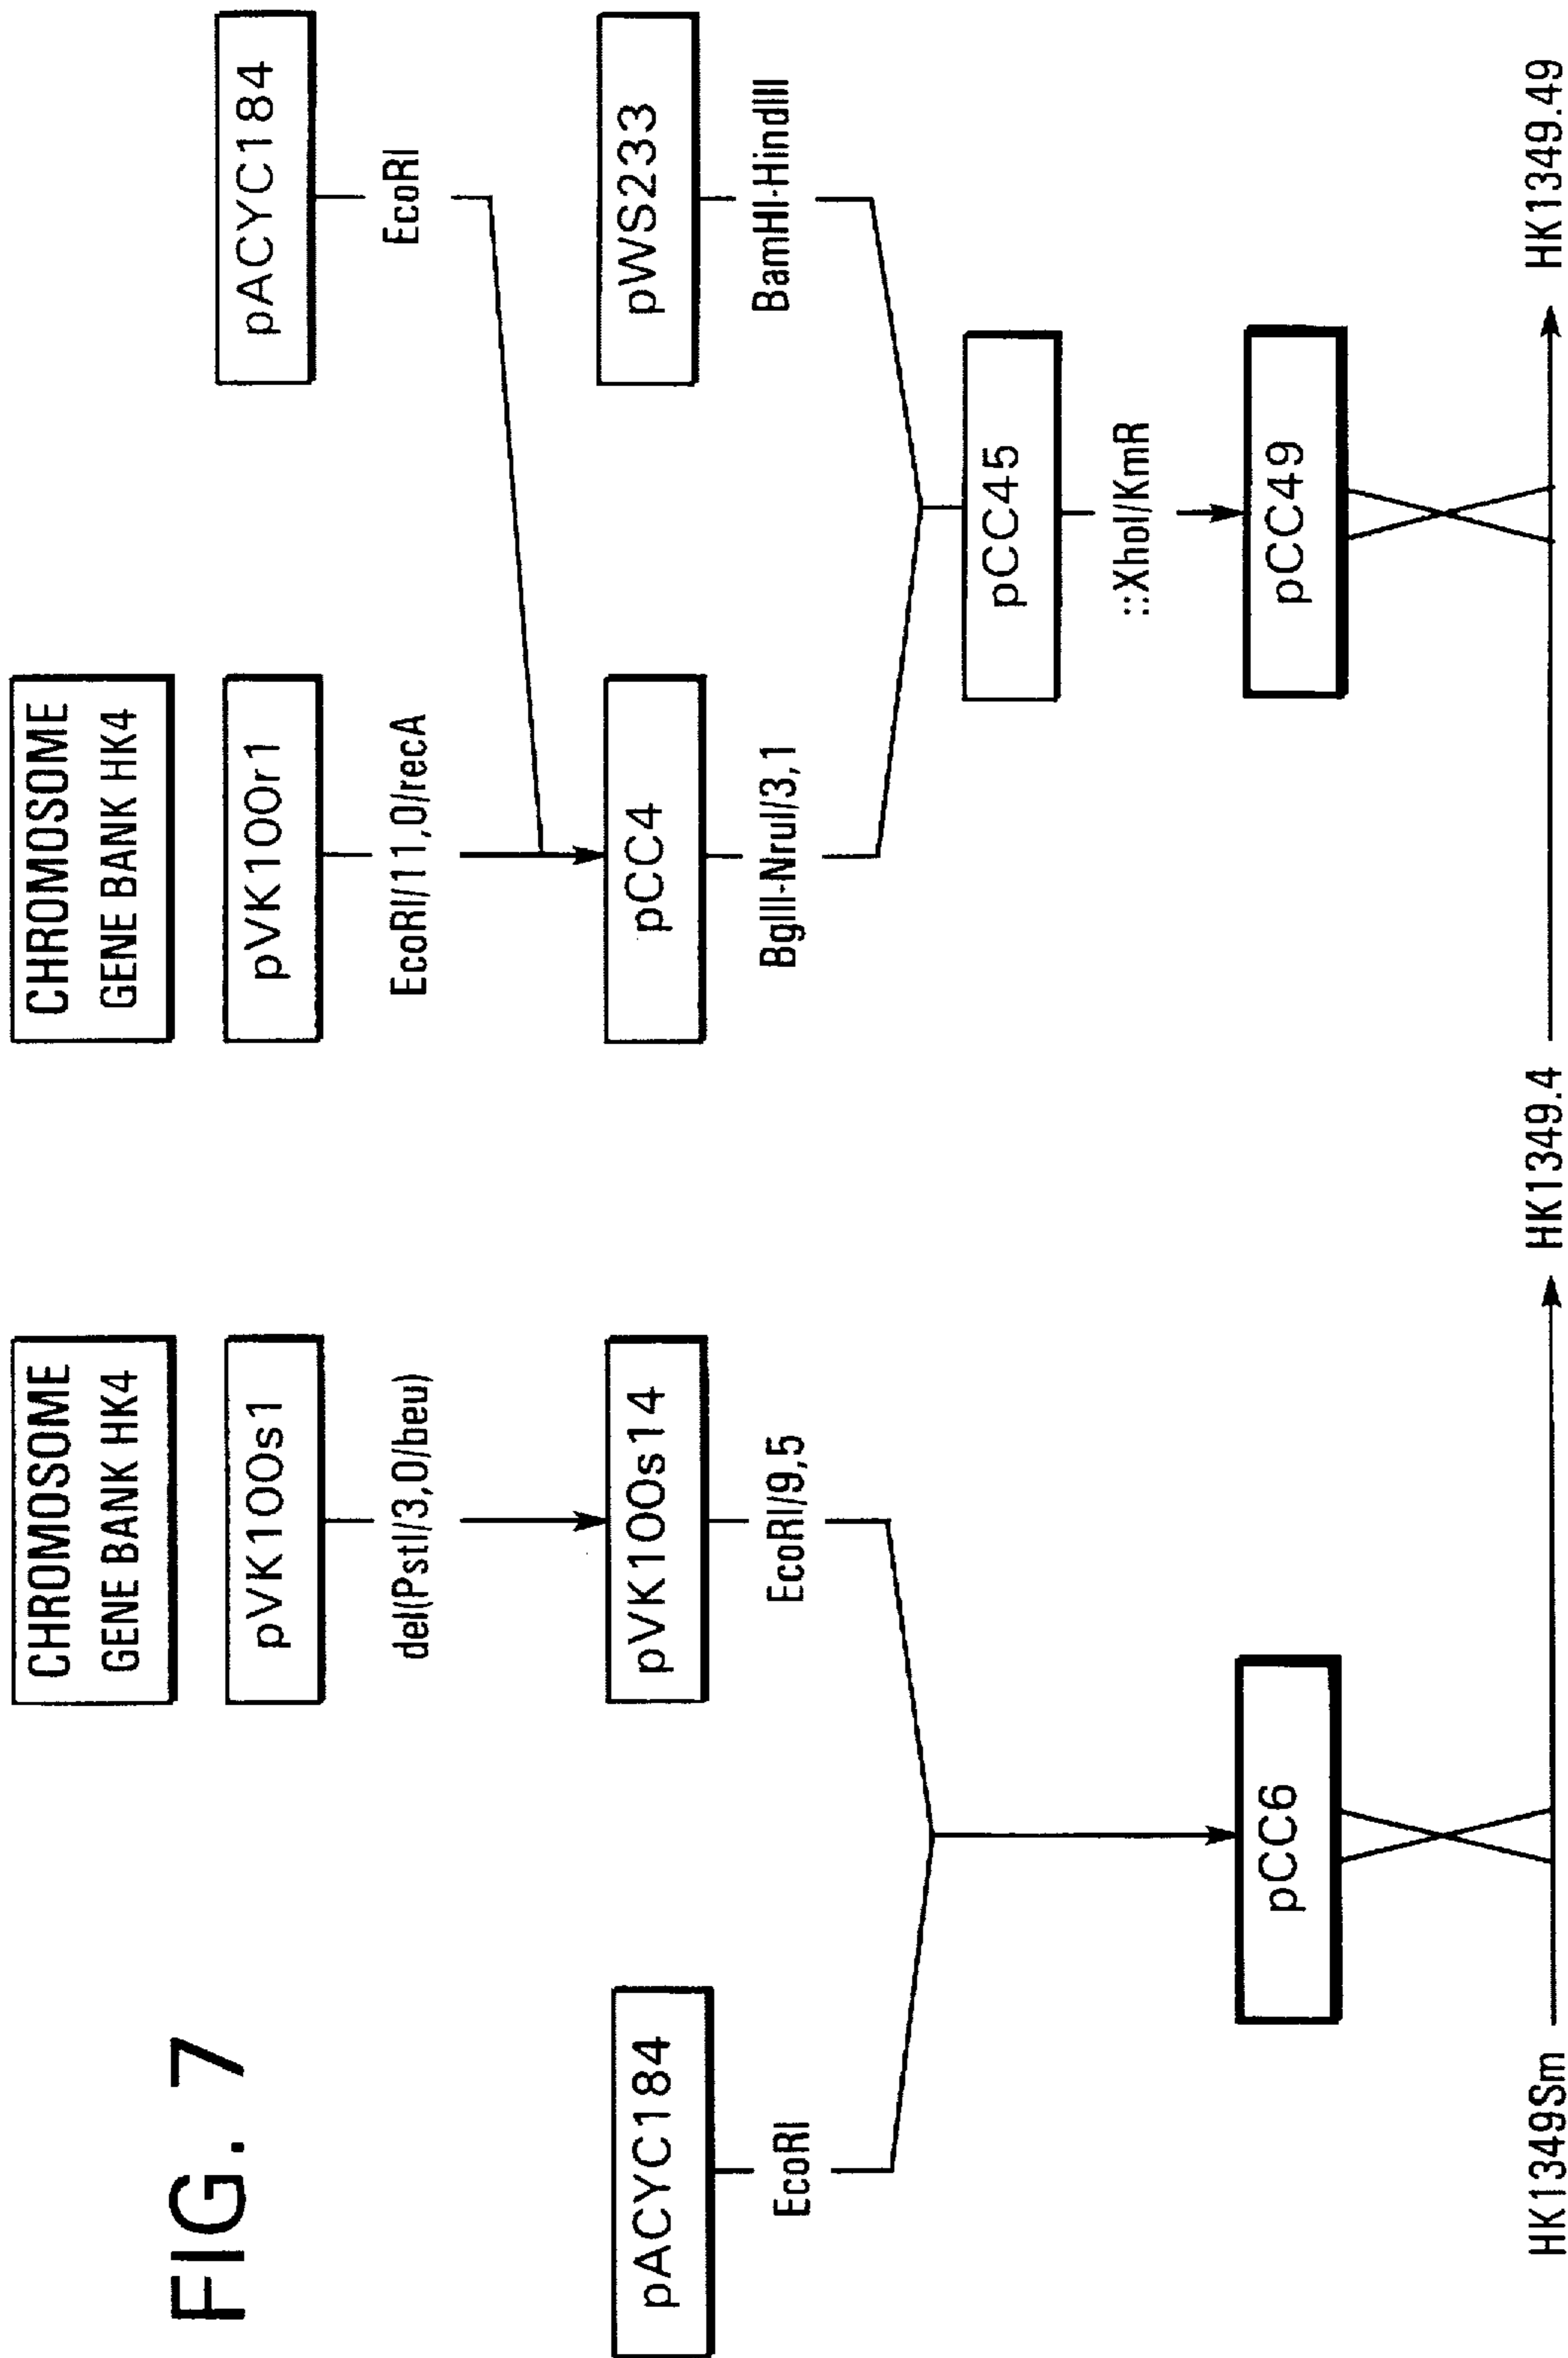 FIG. 7
CHROMOSOME
GENE BANK HK4
pVK100s1
del(PstI/3,0/beu)
pVK100s14
EcoRI/9,5
pACYC184
EcoRI
pCC6
HK1349Sm
HK1349.4
CHROMOSOME
GENE BANK HK4
pVK100r1
EcoRI/11,0/recA
pACYC184
EcoRI
pCC4
BglII-NruI/3,1
pWS233
BamHI-HindIII
pCC45
::XhoI/KmR
pCC49
HK1349.49